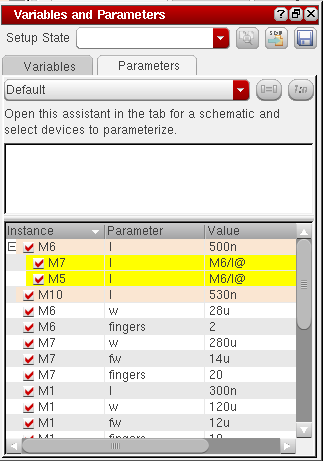 Variables and Parameters
Setup State
Variables Parameters
Default
Open this assistant in the tab for a schematic and
select devices to parameterize.
Instance Parameter Value
M6 l 500n
M7 l M6/l@
M5 l M6/l@
M10 l 530n
M6 w 28u
M6 fingers 2
M7 w 280u
M7 fw 14u
M7 fingers 20
M1 l 300n
M1 w 120u
M1 fw 12u
M1 fingers 10